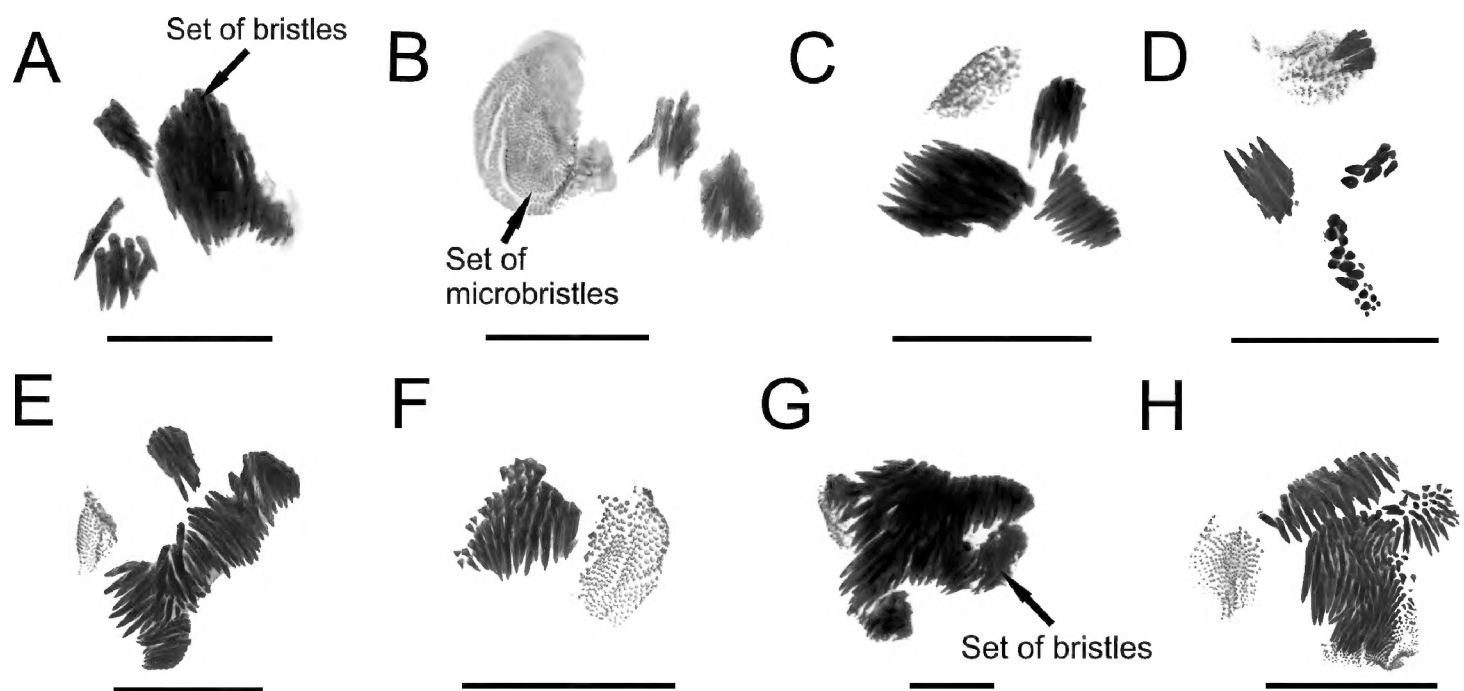 A
Set of bristles
B
Set of
microbristles
C
D
E
F
G
Set of bristles
H